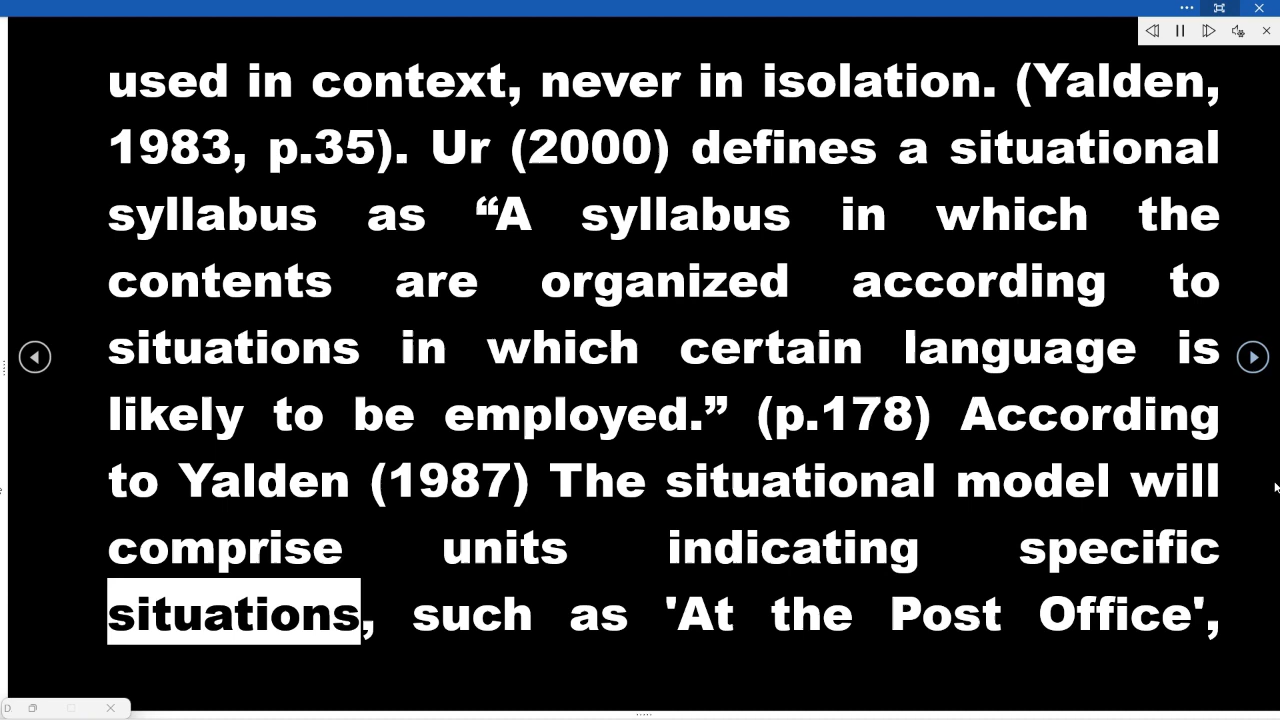 used in context, never in isolation. (Yalden,
1983, p.35). Ur (2000) defines a situational
syllabus as “A syllabus in which the
contents are organized according to
situations in which certain language is
likely to be employed.” (p.178) According
to Yalden (1987) The situational model will
comprise units indicating specific
situations, such as 'At the Post Office',